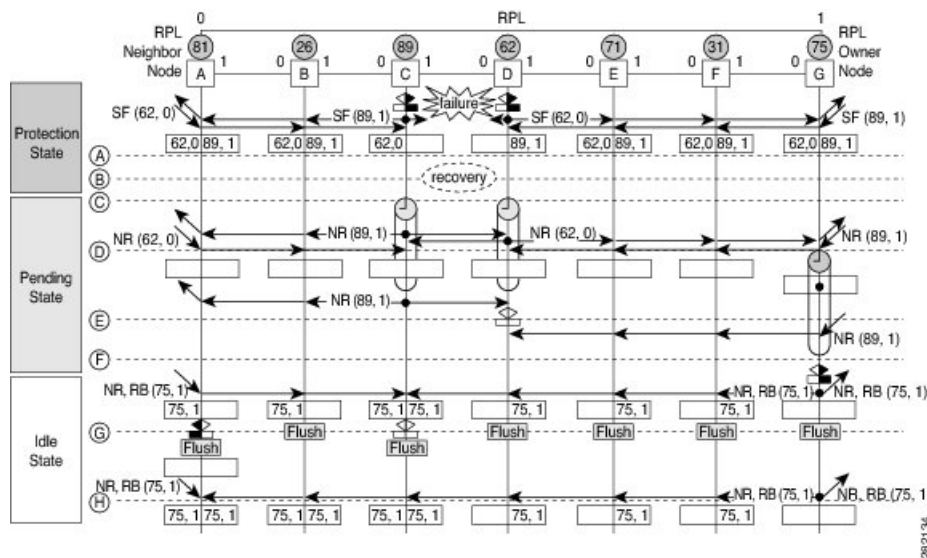 0 RPL 1
RPL Neighbor Node
81 26 89 62 71 31 75
RPL Owner Node
1 0 1 0 1 0 1 0 1 0 1 0
A B C D E F G
Protection State
failure
SF (62, 0) SF (89, 1) SF (62, 0) SF (89, 1)
62,0 89, 1 62,0 89, 1 62,0 89, 1 62,0 89, 1 62,0 89, 1 62,0 89, 1
A
B recovery
C
Pending State
NR (62, 0) NR (89, 1) NR (62, 0) NR (89, 1)
D
NR (89, 1)
E
NR (89, 1)
F
Idle State
NR, RB (75, 1) NR, RB (75, 1) NR, RB (75, 1)
75, 1 75, 1 75, 1 75, 1 75, 1 75, 1 75, 1
G Flush Flush Flush Flush Flush
Flush Flush
NR, RB (75, 1) NR, RB (75, 1) NR, RB (75, 1
H
75, 1 75, 1 75, 1 75, 1 75, 1 75, 1 75, 1 75, 1
282134